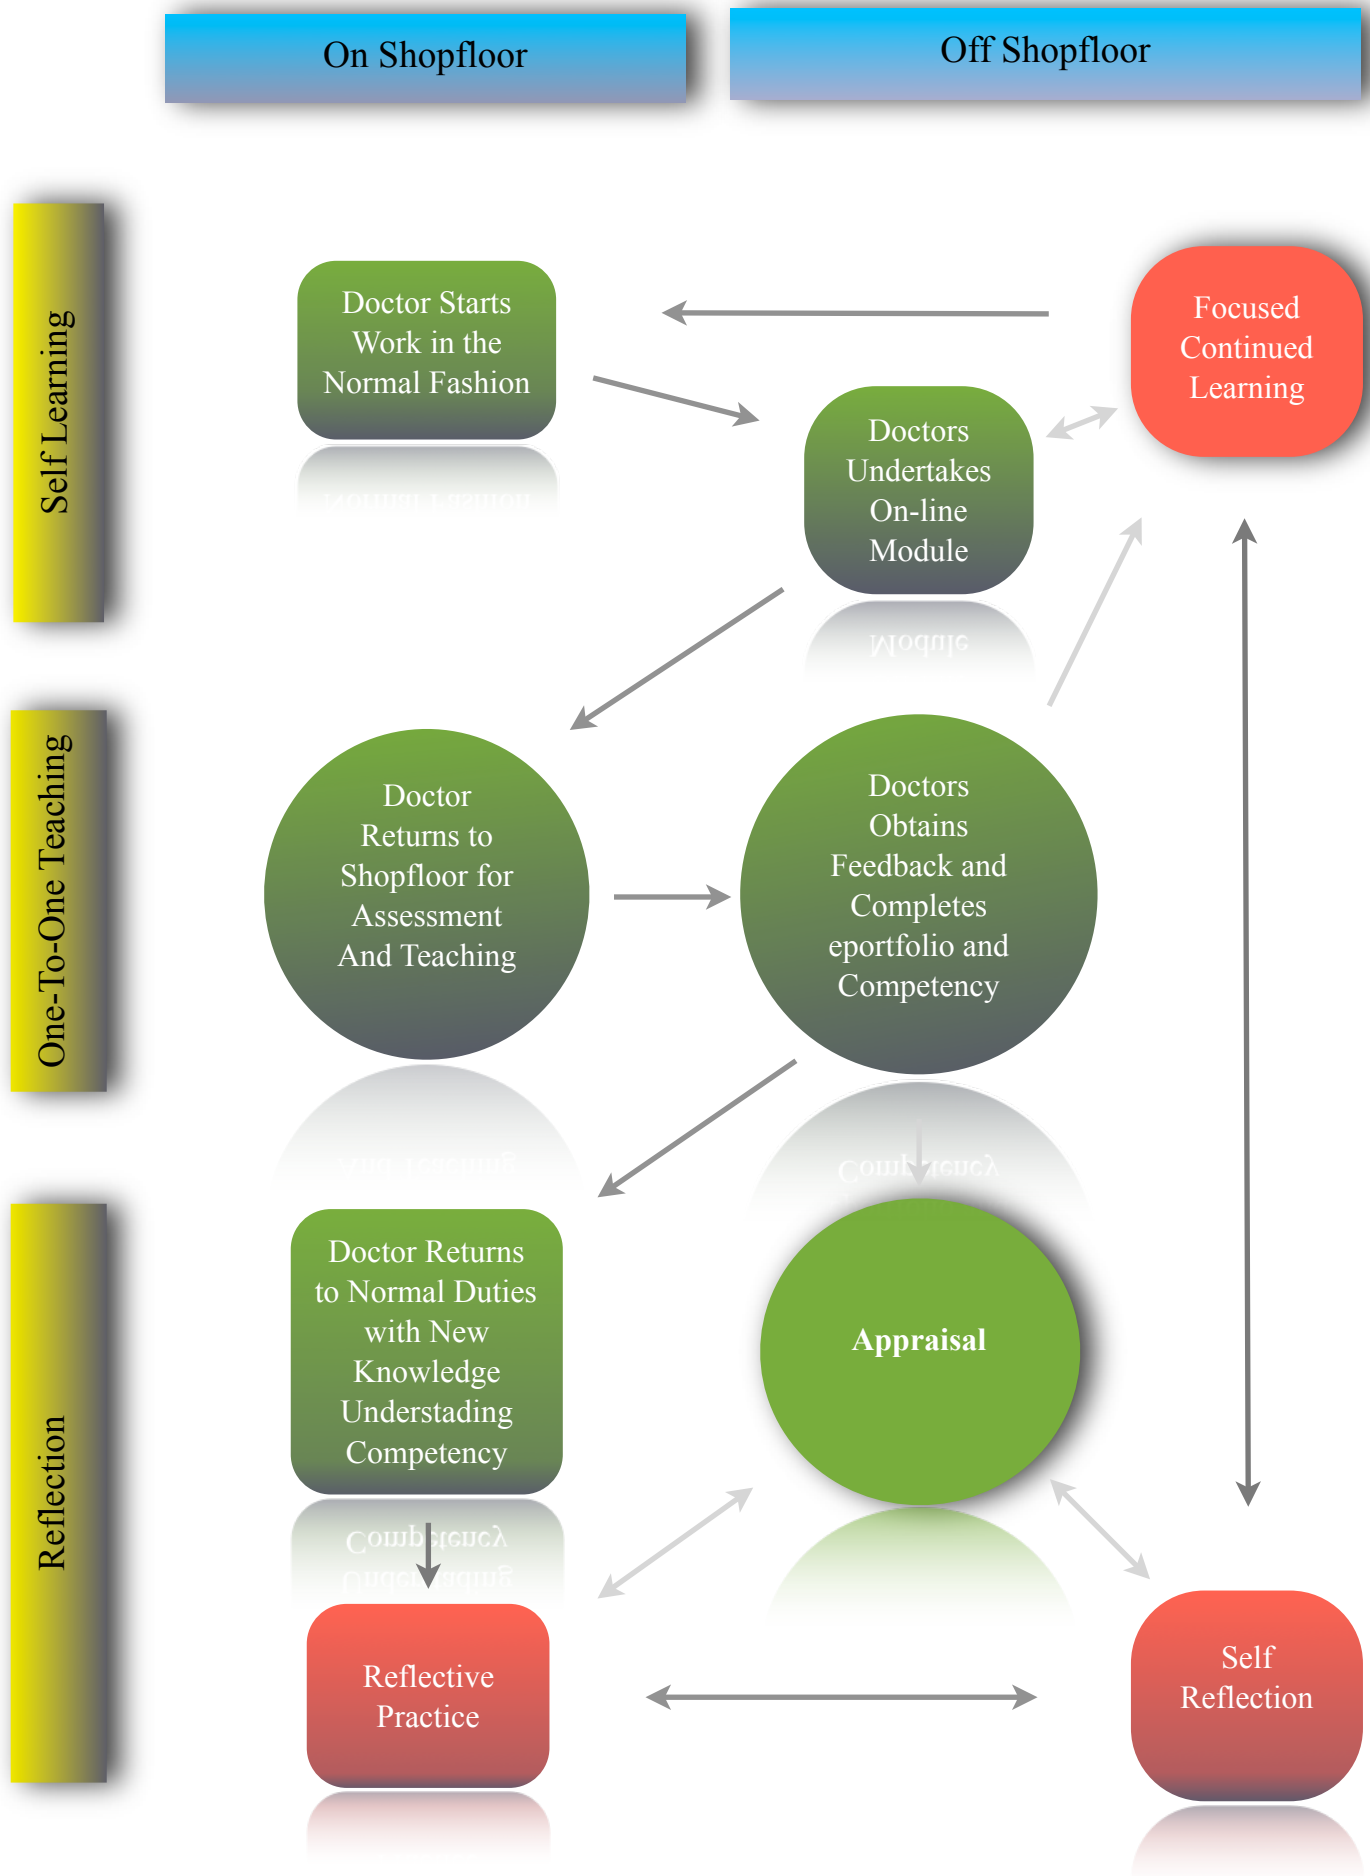 On Shopfloor
Off Shopfloor
Self Learning
Doctor Starts
Work in the
Normal Fashion
Focused
Continued
Learning
Doctors
Undertakes
On-line
Module
One-To-One Teaching
Doctor
Returns to
Shopfloor for
Assessment
And Teaching
Doctors
Obtains
Feedback and
Completes
eportfolio and
Competency
Reflection
Doctor Returns
to Normal Duties
with New
Knowledge
Understading
Competency
Appraisal
Reflective
Practice
Self
Reflection